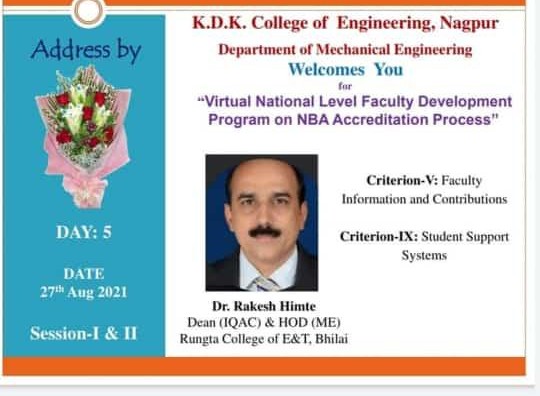 Address by
DAY: 5
DATE
27th Aug 2021
Session-I & II
K.D.K. College of Engineering, Nagpur
Department of Mechanical Engineering
Welcomes You
for
“Virtual National Level Faculty Development
Program on NBA Accreditation Process”
Criterion-V: Faculty
Information and Contributions
Criterion-IX: Student Support
Systems
Dr. Rakesh Himte
Dean (IQAC) & HOD (ME)
Rungta College of E&T, Bhilai